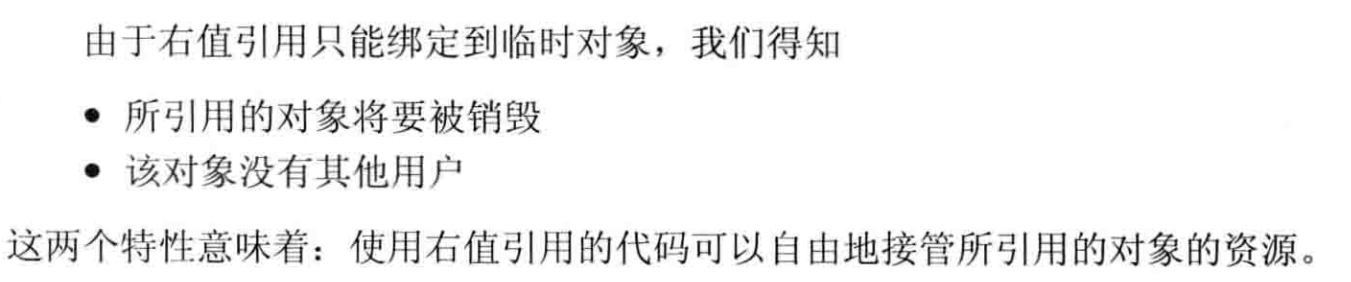 由于右值引用只能绑定到临时对象，我们得知
• 所引用的对象将要被销毁
• 该对象没有其他用户
这两个特性意味着：使用右值引用的代码可以自由地接管所引用的对象的资源。